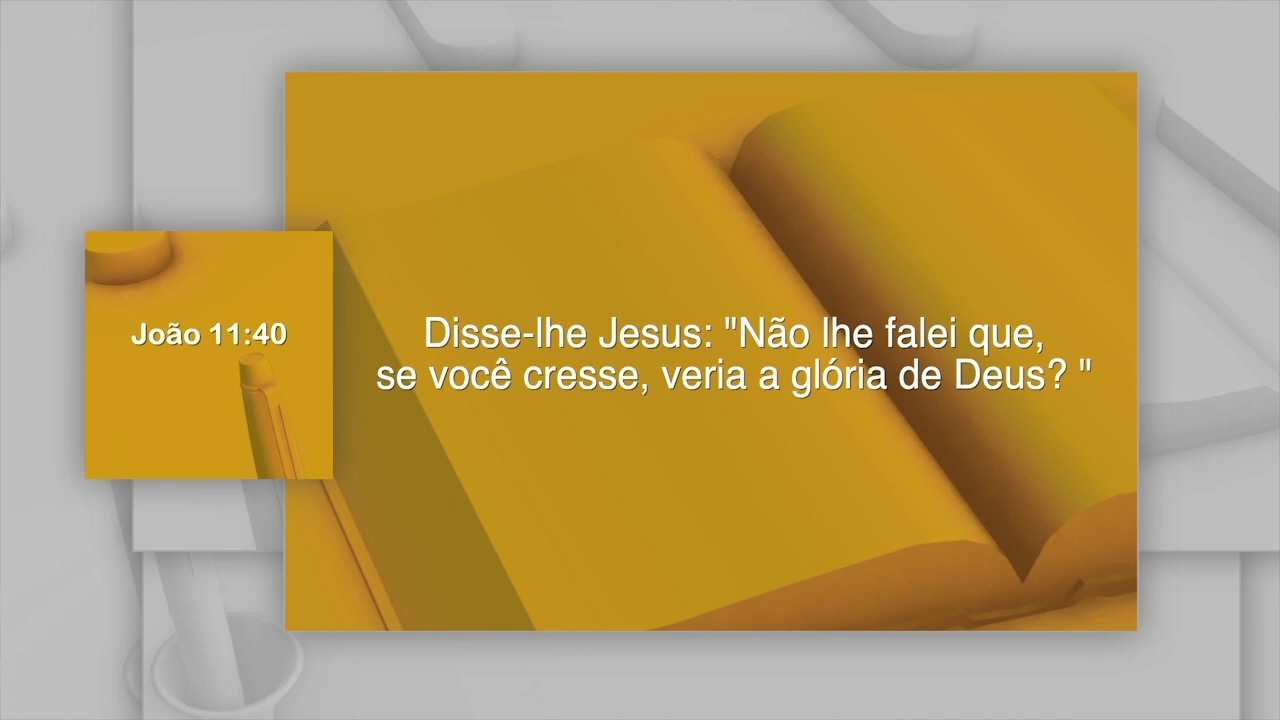 João 11:40
Disse-lhe Jesus: "Não lhe falei que,
se você cresse, veria a glória de Deus? "